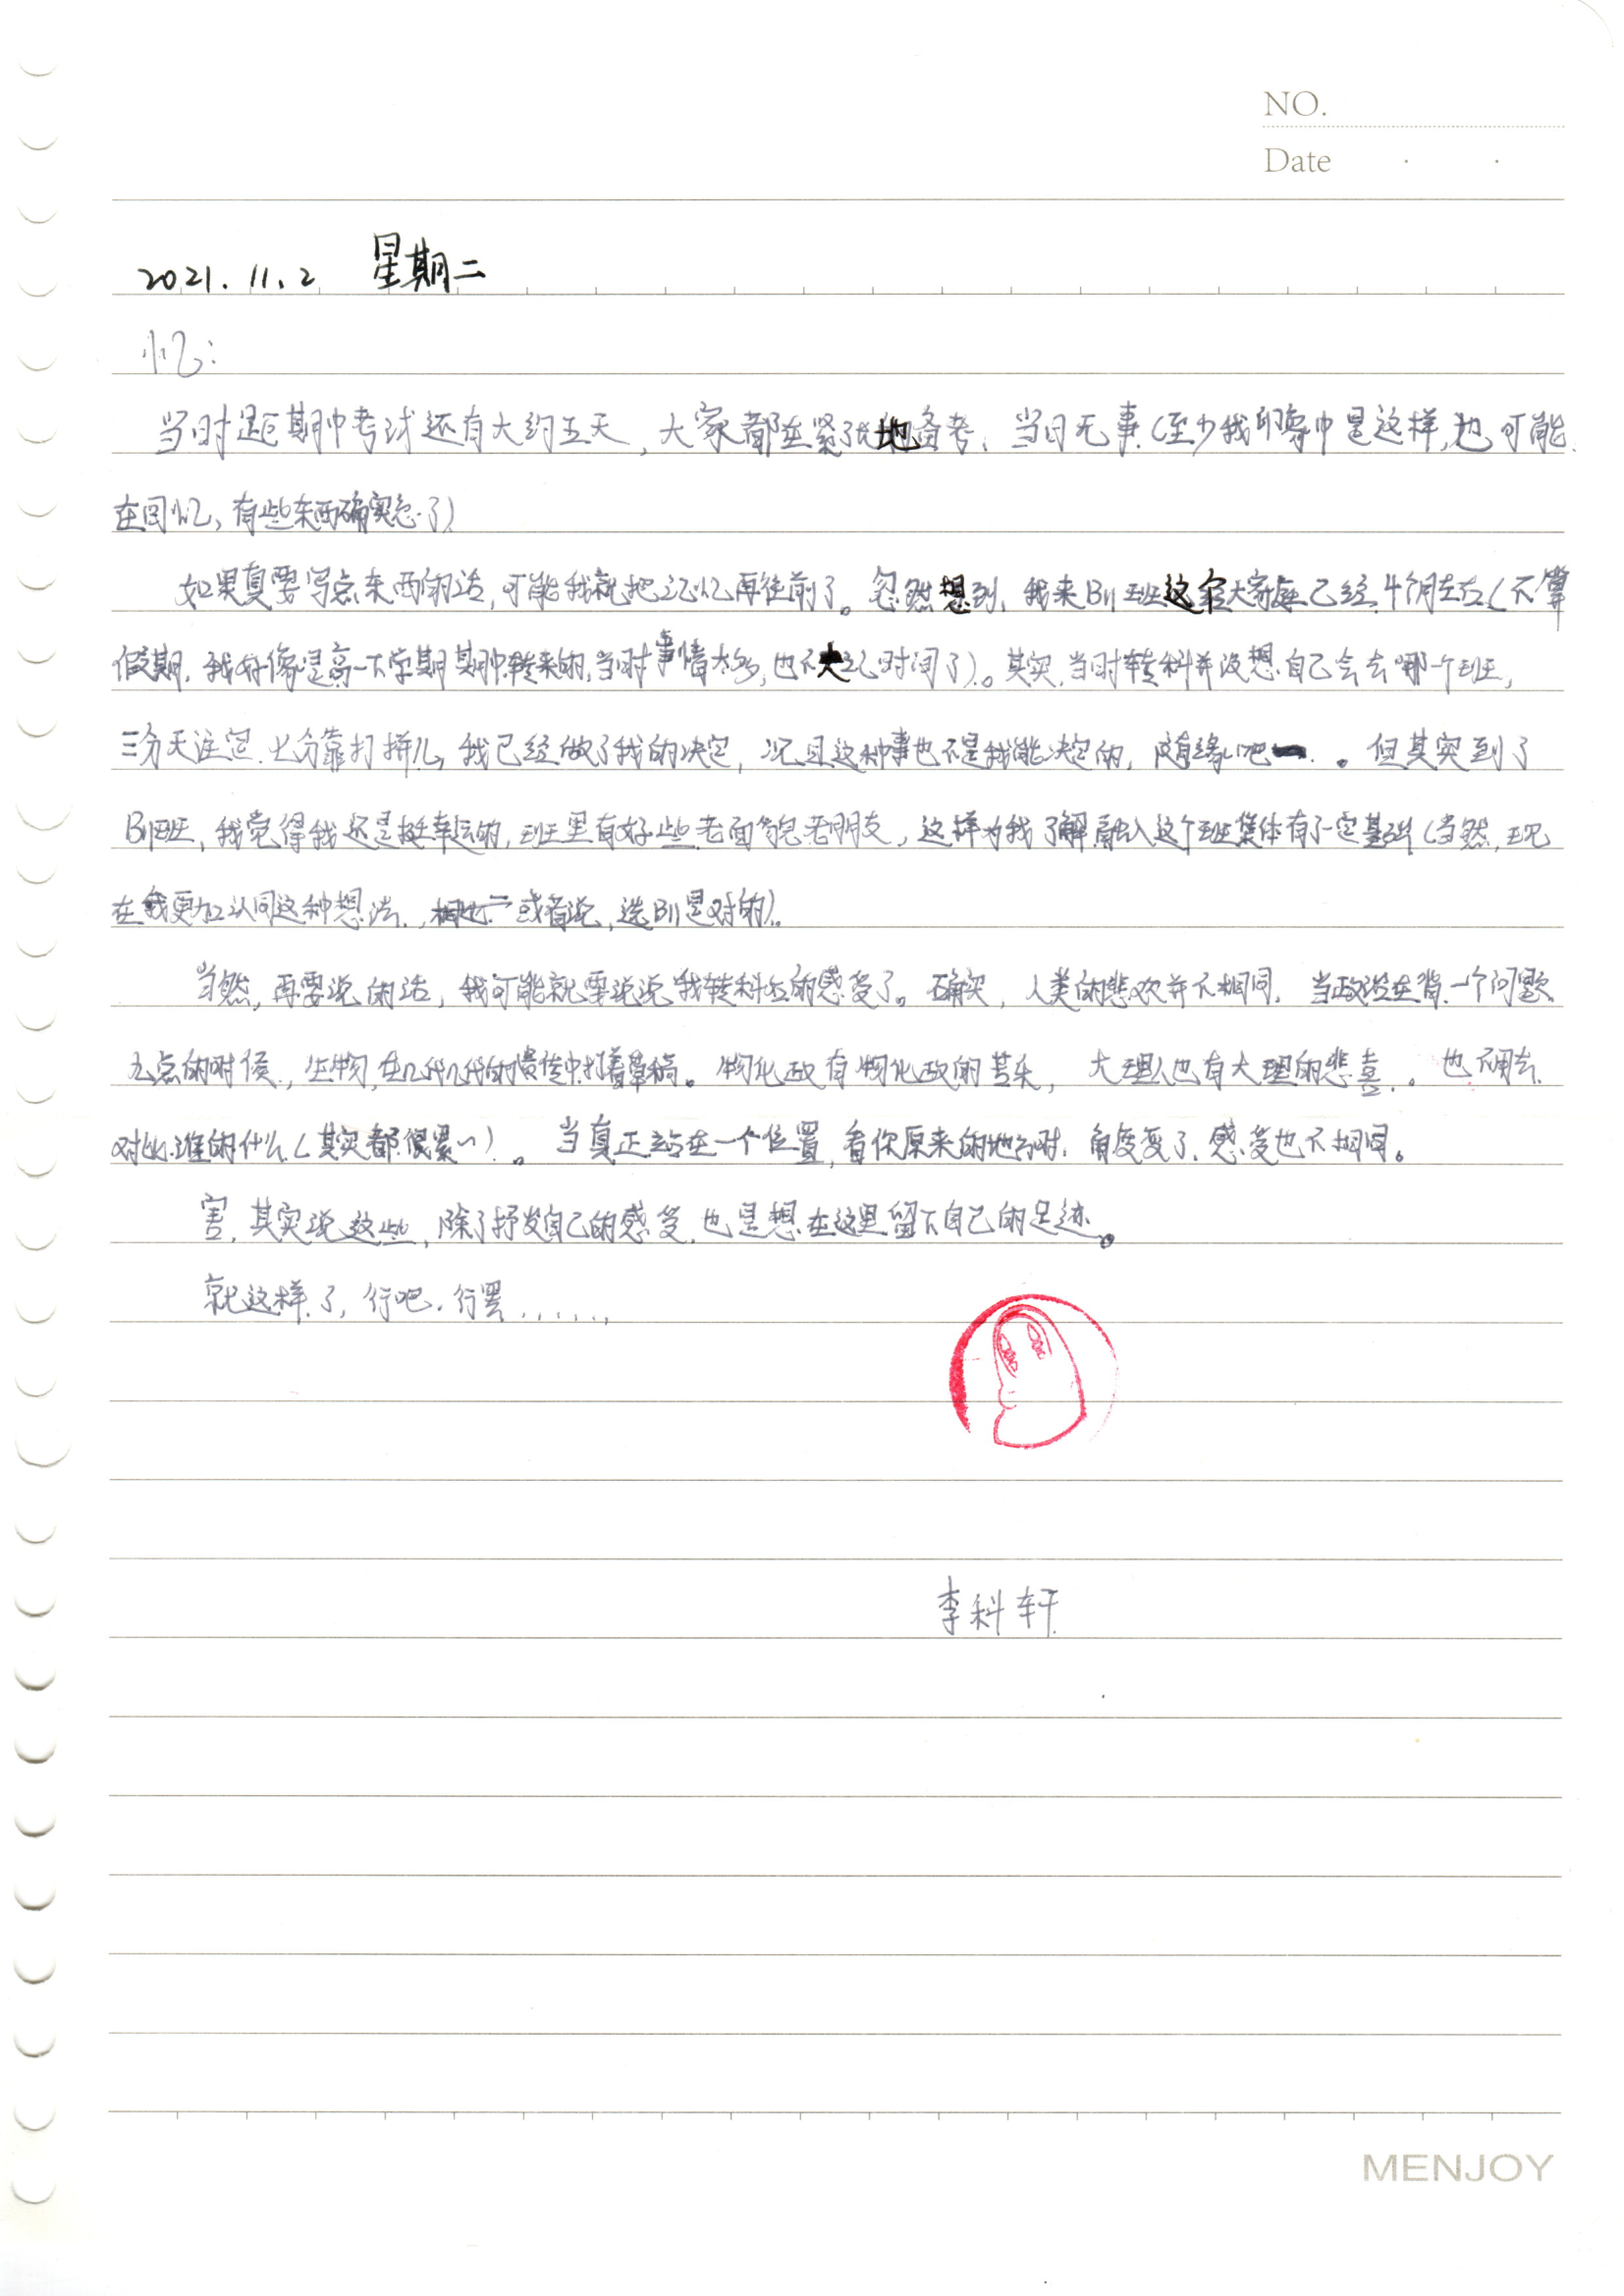 NO.
Date
2021.11.2 星期二
忆:
当时距期中考试还有大约五天,大家都在紧张地备考,当日无事(至少我印象中是这样,也可能
在回忆,有些东西确实忘了)
如果真要写点东西的话,可能我就把记忆再往前了。忽然想到,我来B11班这个大家庭已经4个月左右(不算
假期,我好像是高一下学期期中转来的,当时事情太多,也不大记时间了)。其实,当时转科并没想自己会去哪个班,
三分天注定,七分靠打拼儿,我已经做了我的决定,况且这种事也不是我能决定的,随缘吧。但其实到了
B11班,我觉得我还是挺幸运的,班里有好些老面貌老朋友,这样为我了解融入这个班集体有了一定基础(当然,现
在我更加认同这种想法,或者说,选B11是对的)。
当然,再要说的话,我可能就要说说我转科后的感受了。确实,人类的悲欢并不相同,当政治在背一个问题
九点的时候,生物,在几代几代的遗传中打着草稿。物化政有物化政的苦乐,大理人也有大理的悲喜。也不用去
对比谁的什么(其实都很累~)。当真正站在一个位置,看你原来的地方时,角度变了,感受也不相同。
害,其实说这些,除了抒发自己的感受,也是想在这里留下自己的足迹。
就这样了,行吧,行罢......
李科轩
MENJOY